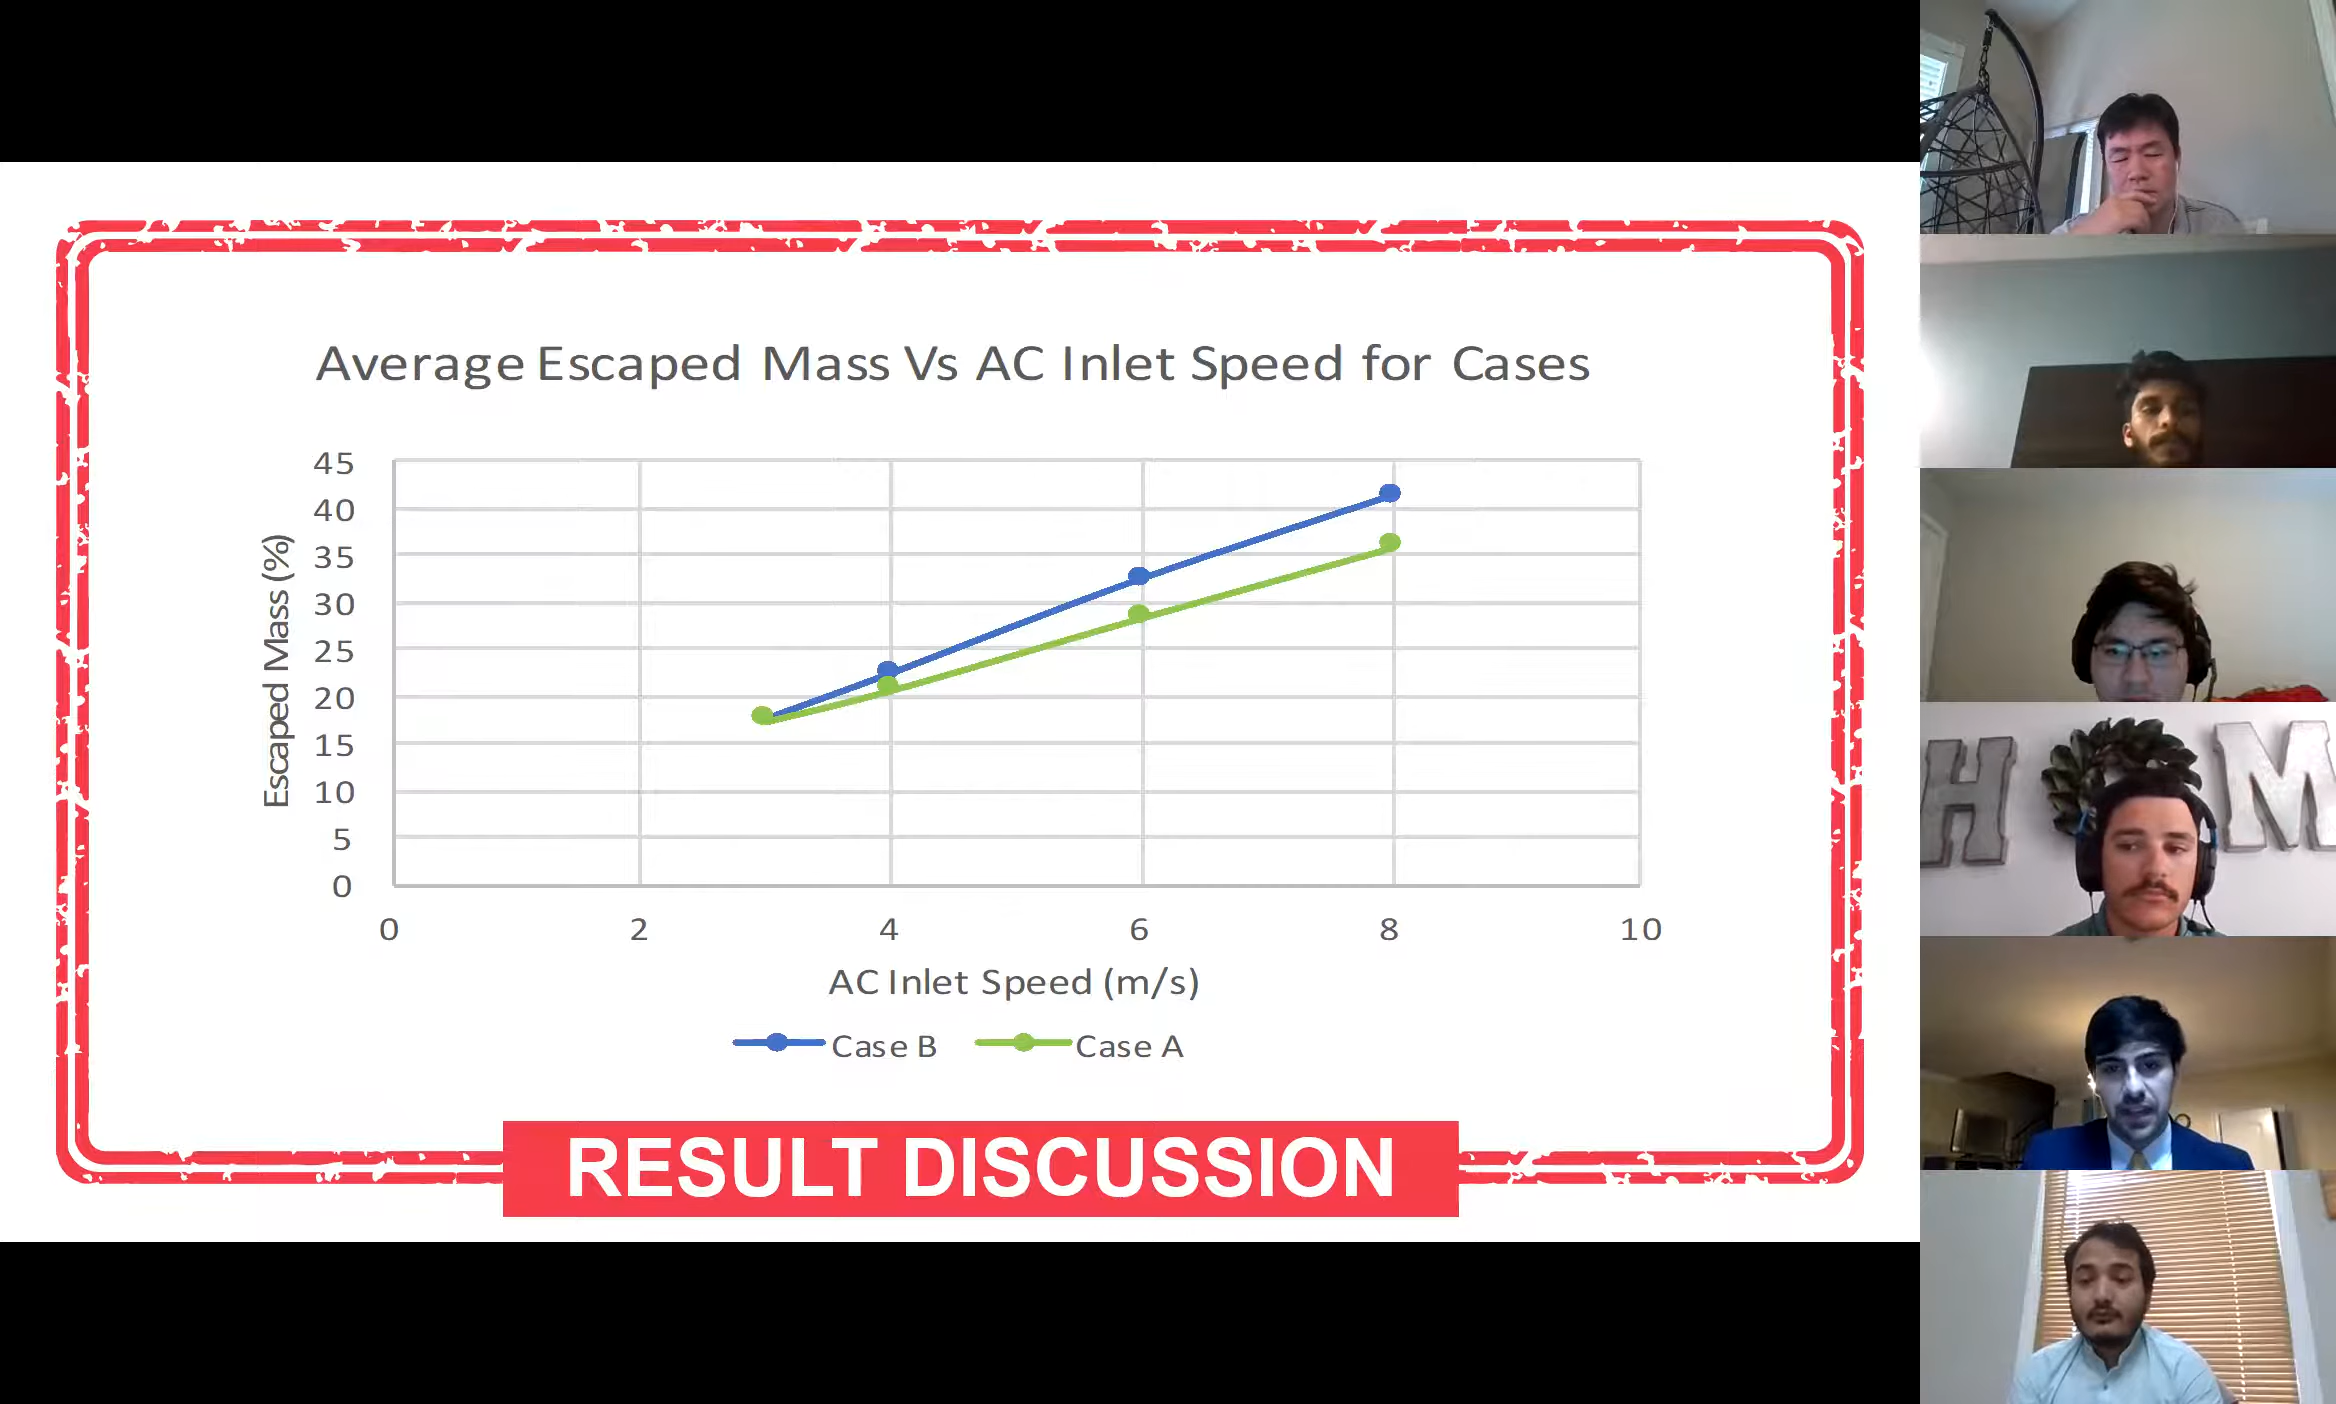 Average Escaped Mass Vs AC Inlet Speed for Cases
45
40
35
30
25
20
15
10
5
0
Escaped Mass (%)
0 2 4 6 8 10
AC Inlet Speed (m/s)
Case B Case A
RESULT DISCUSSION
H M